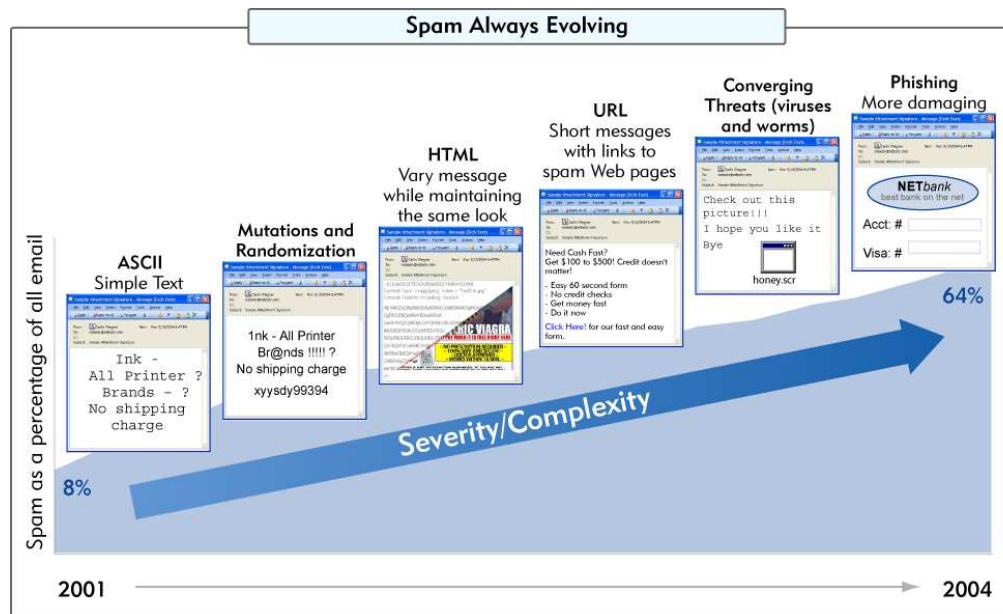 Spam Always Evolving
Spam as a percentage of all email
ASCII
Simple Text
Ink -
All Printer ?
Brands - ?
No shipping
charge
Mutations and
Randomization
1nk - All Printer
Br@nds !!!!! ?
No shipping charge
xyysdy99394
HTML
Vary message
while maintaining
the same look
VIAGRA
URL
Short messages
with links to
spam Web pages
Need Cash Fast?
Get $100 to $500! Credit doesn't
matter!
- Easy 60 second form
- No credit checks
- Get money fast
- Do it now
Click Here! for our fast and easy
form.
Converging
Threats (viruses
and worms)
Check out this
picture!!!
I hope you like it
Bye
honey.scr
Phishing
More damaging
NETbank
best bank on the net
Acct: #
Visa: #
8%
Severity/Complexity
64%
2001
2004